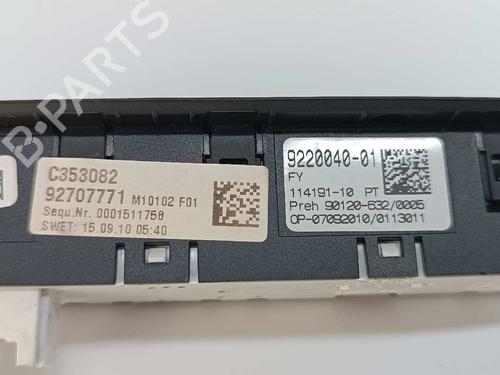 B-PARTS
C353082
92707771 M10102 F01
Sequ.Nr. 0001511758
SWET: 15.09.10 05:40
9220040-01
FY
114191-10 PT
Preh 90120-632/0005
OP-07092010/0113011